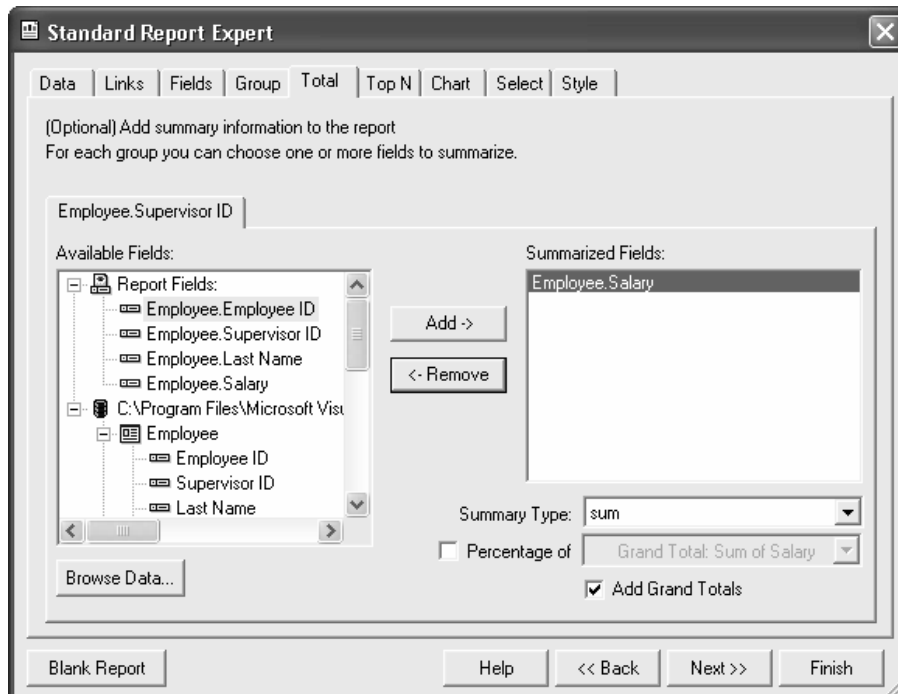 Standard Report Expert
Data Links Fields Group Total Top N Chart Select Style
(Optional) Add summary information to the report
For each group you can choose one or more fields to summarize.
Employee.Supervisor ID
Available Fields:
Report Fields:
Employee.Employee ID
Employee.Supervisor ID
Employee.Last Name
Employee.Salary
C:\Program Files\Microsoft Visu
Employee
Employee ID
Supervisor ID
Last Name
Browse Data...
Add ->
<- Remove
Summarized Fields:
Employee.Salary
Summary Type: sum
Percentage of Grand Total: Sum of Salary
Add Grand Totals
Blank Report Help << Back Next >> Finish